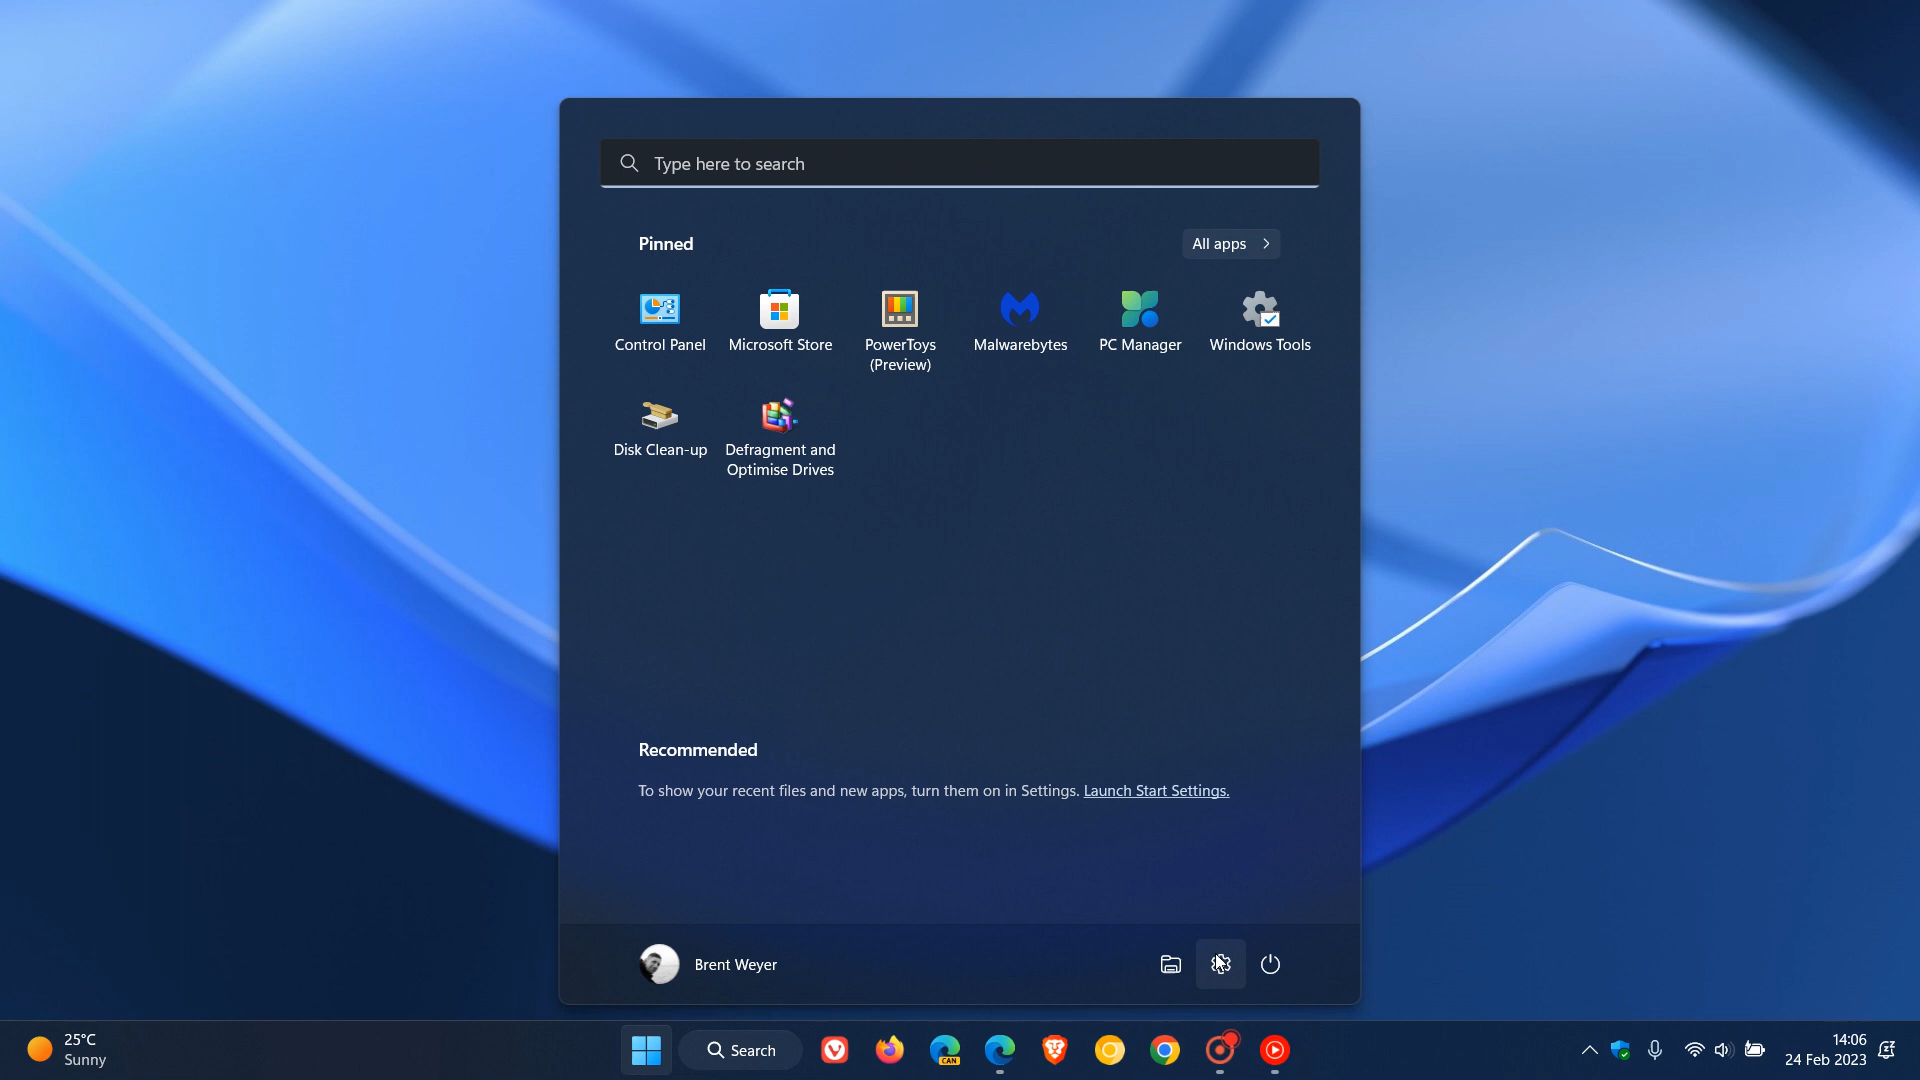 Type here to search
Pinned
All apps
Control Panel
Microsoft Store
PowerToys
(Preview)
Malwarebytes
PC Manager
Windows Tools
Disk Clean-up
Defragment and
Optimise Drives
Recommended
To show your recent files and new apps, turn them on in Settings. Launch Start Settings.
Brent Weyer
25°C
Sunny
Search
CAN
14:06
24 Feb 2023